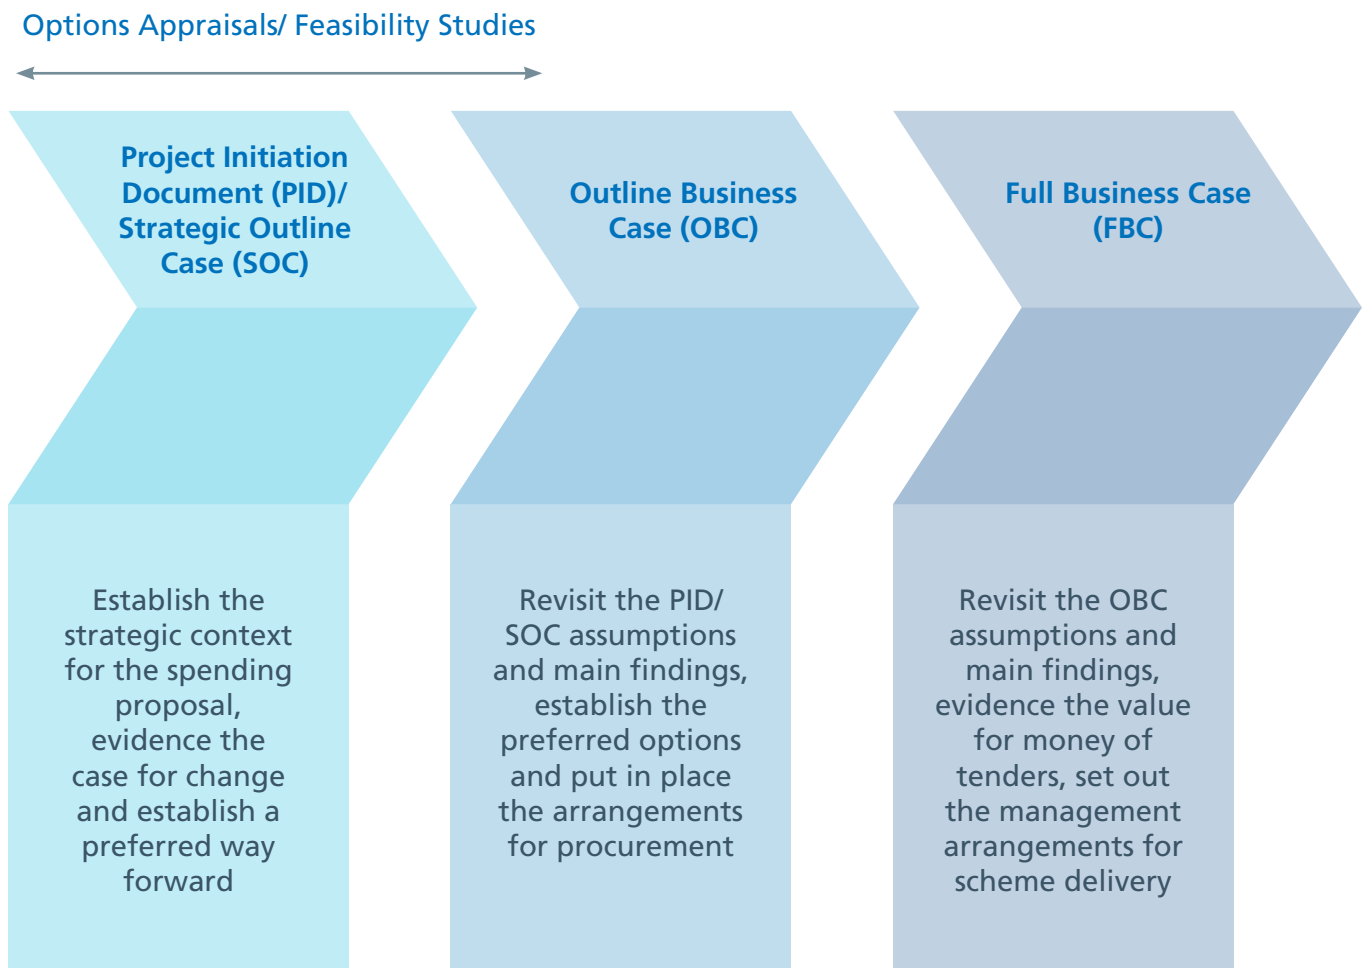 Options Appraisals/ Feasibility Studies
Project Initiation
Document (PID)/
Strategic Outline
Case (SOC)
Outline Business
Case (OBC)
Full Business Case
(FBC)
Establish the
strategic context
for the spending
proposal,
evidence the
case for change
and establish a
preferred way
forward
Revisit the PID/
SOC assumptions
and main findings,
establish the
preferred options
and put in place
the arrangements
for procurement
Revisit the OBC
assumptions and
main findings,
evidence the value
for money of
tenders, set out
the management
arrangements for
scheme delivery